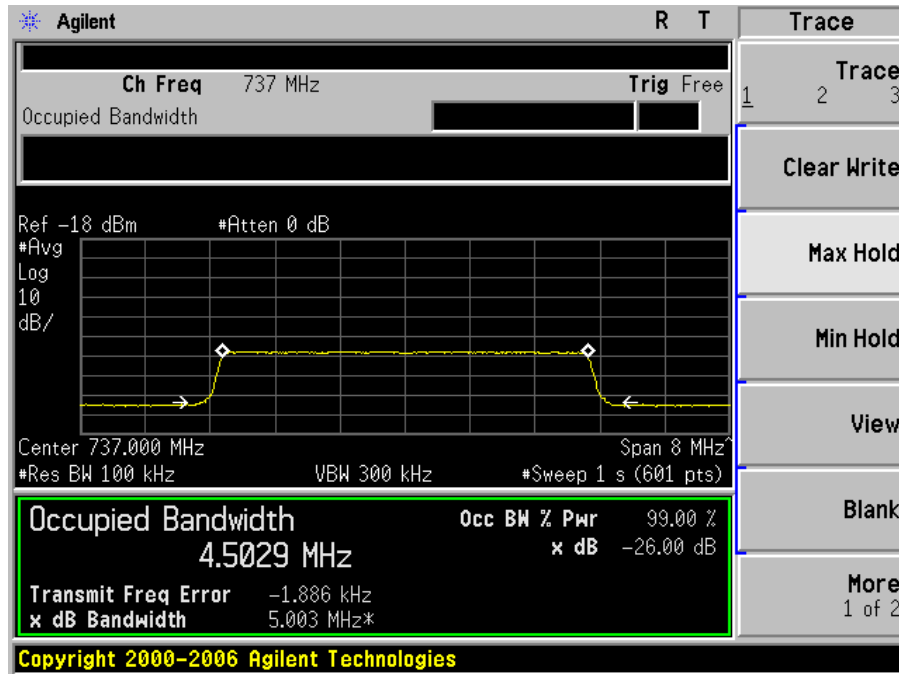 Agilent R T Trace
Ch Freq 737 MHz Trig Free
Occupied Bandwidth
Trace
1 2 3
Clear Write
Max Hold
Min Hold
View
Blank
More
1 of 2
Ref -18 dBm #Atten 0 dB
#Avg
Log
10
dB/
Center 737.000 MHz Span 8 MHz^
#Res BW 100 kHz VBW 300 kHz #Sweep 1 s (601 pts)
Occupied Bandwidth Occ BW % Pwr 99.00 %
4.5029 MHz x dB -26.00 dB
Transmit Freq Error -1.886 kHz
x dB Bandwidth 5.003 MHz*
Copyright 2000-2006 Agilent Technologies